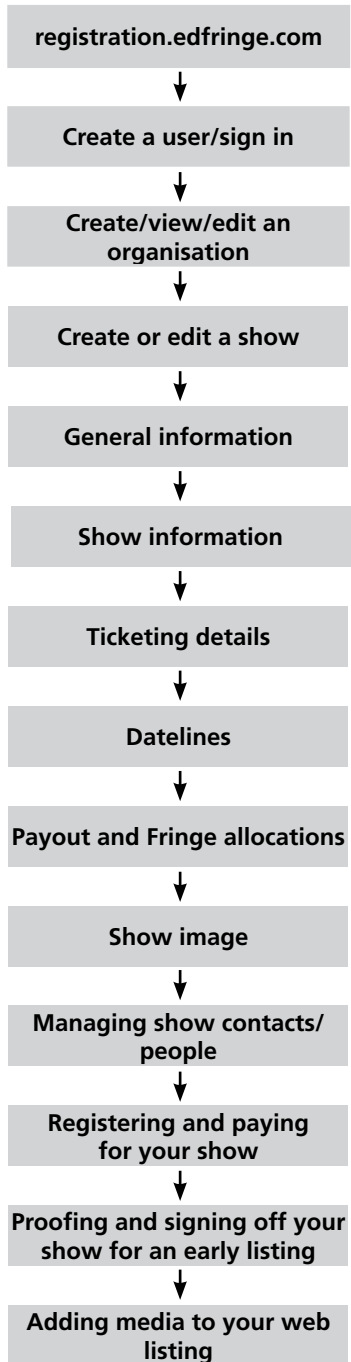 registration.edfringe.com
Create a user/sign in
Create/view/edit an
organisation
Create or edit a show
General information
Show information
Ticketing details
Datelines
Payout and Fringe allocations
Show image
Managing show contacts/
people
Registering and paying
for your show
Proofing and signing off your
show for an early listing
Adding media to your web
listing